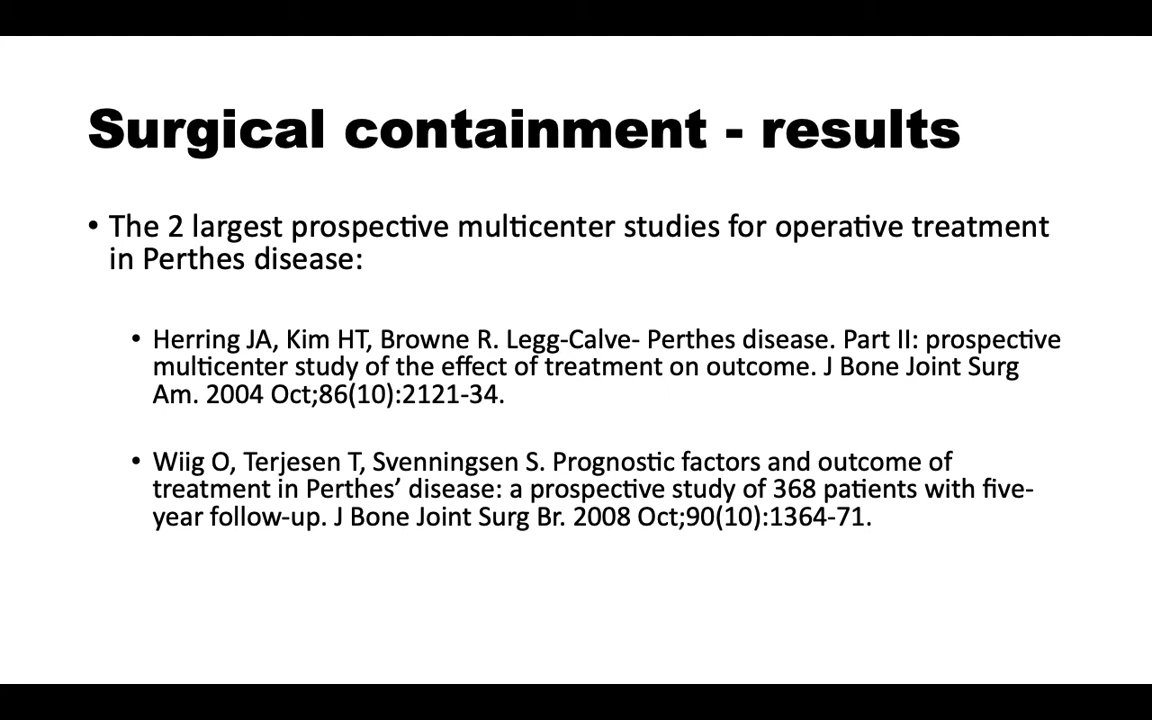 Surgical containment - results
• The 2 largest prospective multicenter studies for operative treatment
in Perthes disease:
• Herring JA, Kim HT, Browne R. Legg-Calve- Perthes disease. Part II: prospective
multicenter study of the effect of treatment on outcome. J Bone Joint Surg
Am. 2004 Oct;86(10):2121-34.
• Wiig O, Terjesen T, Svenningsen S. Prognostic factors and outcome of
treatment in Perthes’ disease: a prospective study of 368 patients with five-
year follow-up. J Bone Joint Surg Br. 2008 Oct;90(10):1364-71.